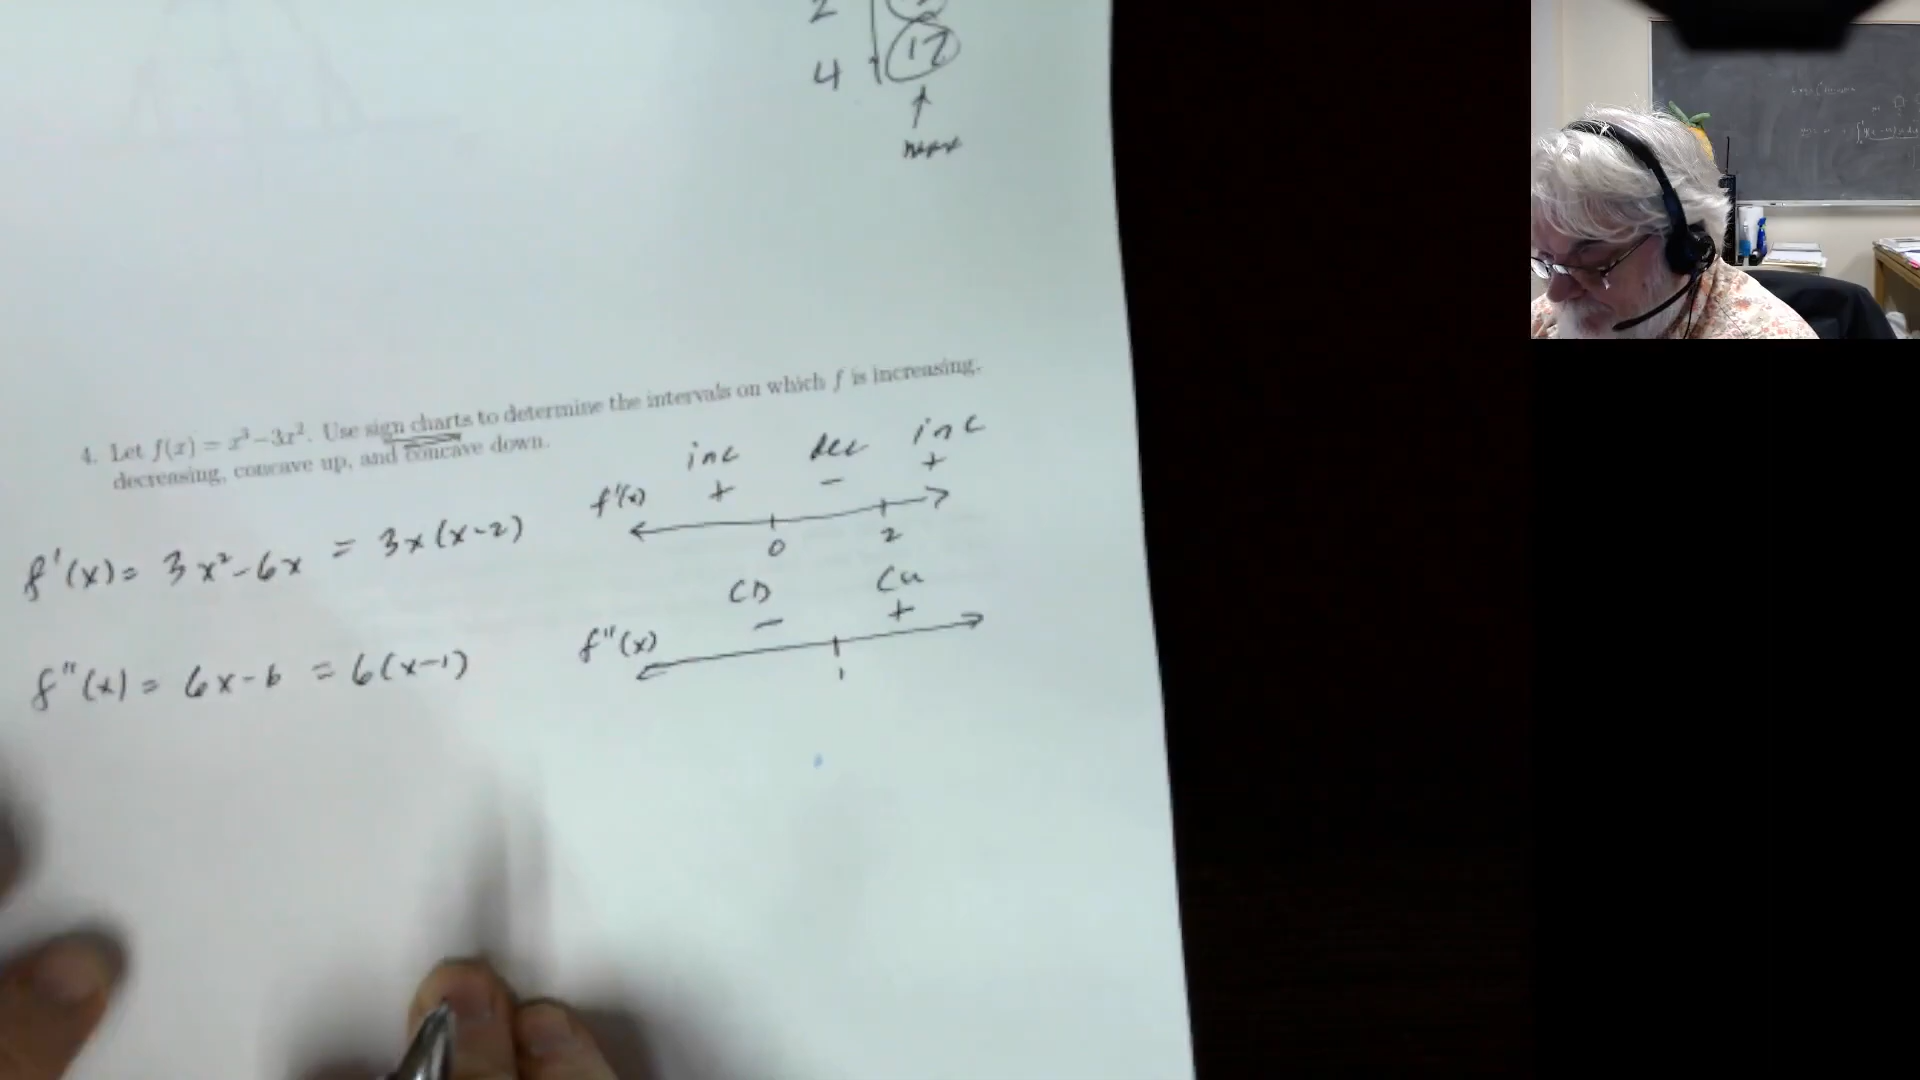 2
4 17
max
4. Let f(x) = x³−3x². Use sign charts to determine the intervals on which f is increasing,
decreasing, concave up, and concave down.
inc dec inc
f'(x) + − +
0 2
f'(x) = 3x²−6x = 3x(x−2)
CD CU
f''(x) − +
1
f''(x) = 6x−6 = 6(x−1)